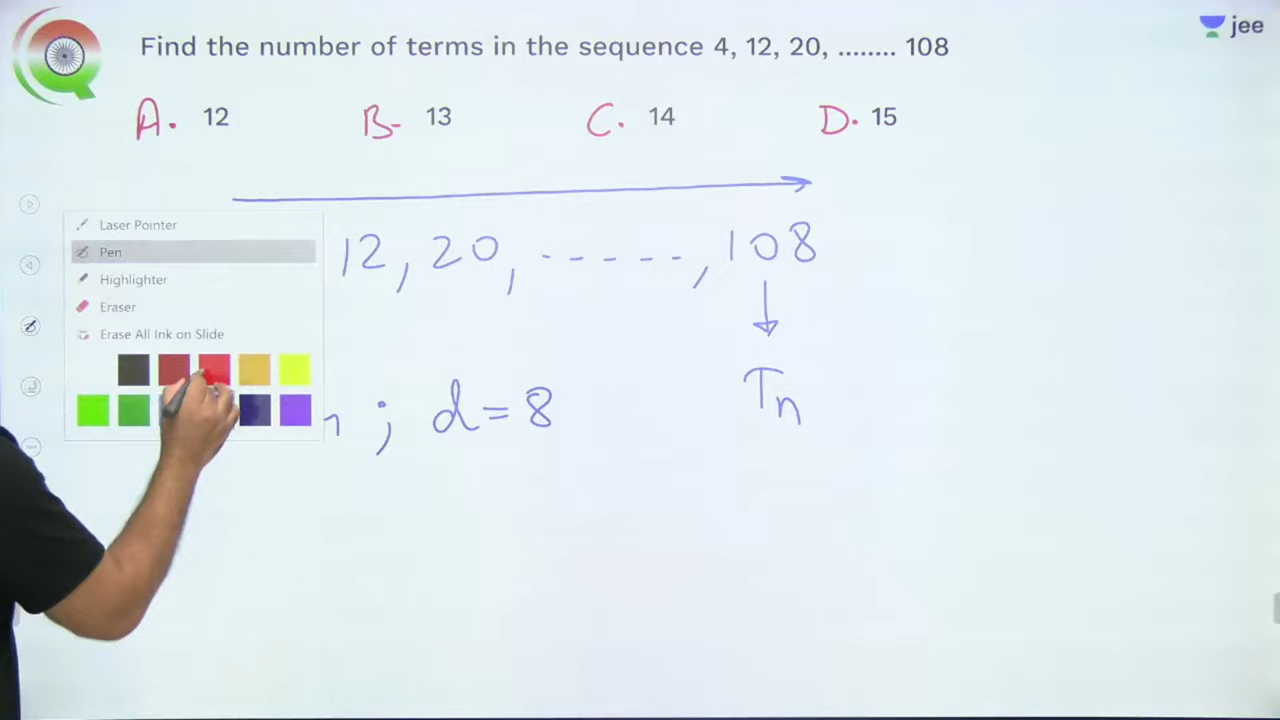 Find the number of terms in the sequence 4, 12, 20, ........ 108
jee
A. 12 B. 13 C. 14 D. 15
Laser Pointer
Pen
Highlighter
Eraser
Erase All Ink on Slide
12, 20, ----- , 108
; d=8
Tn